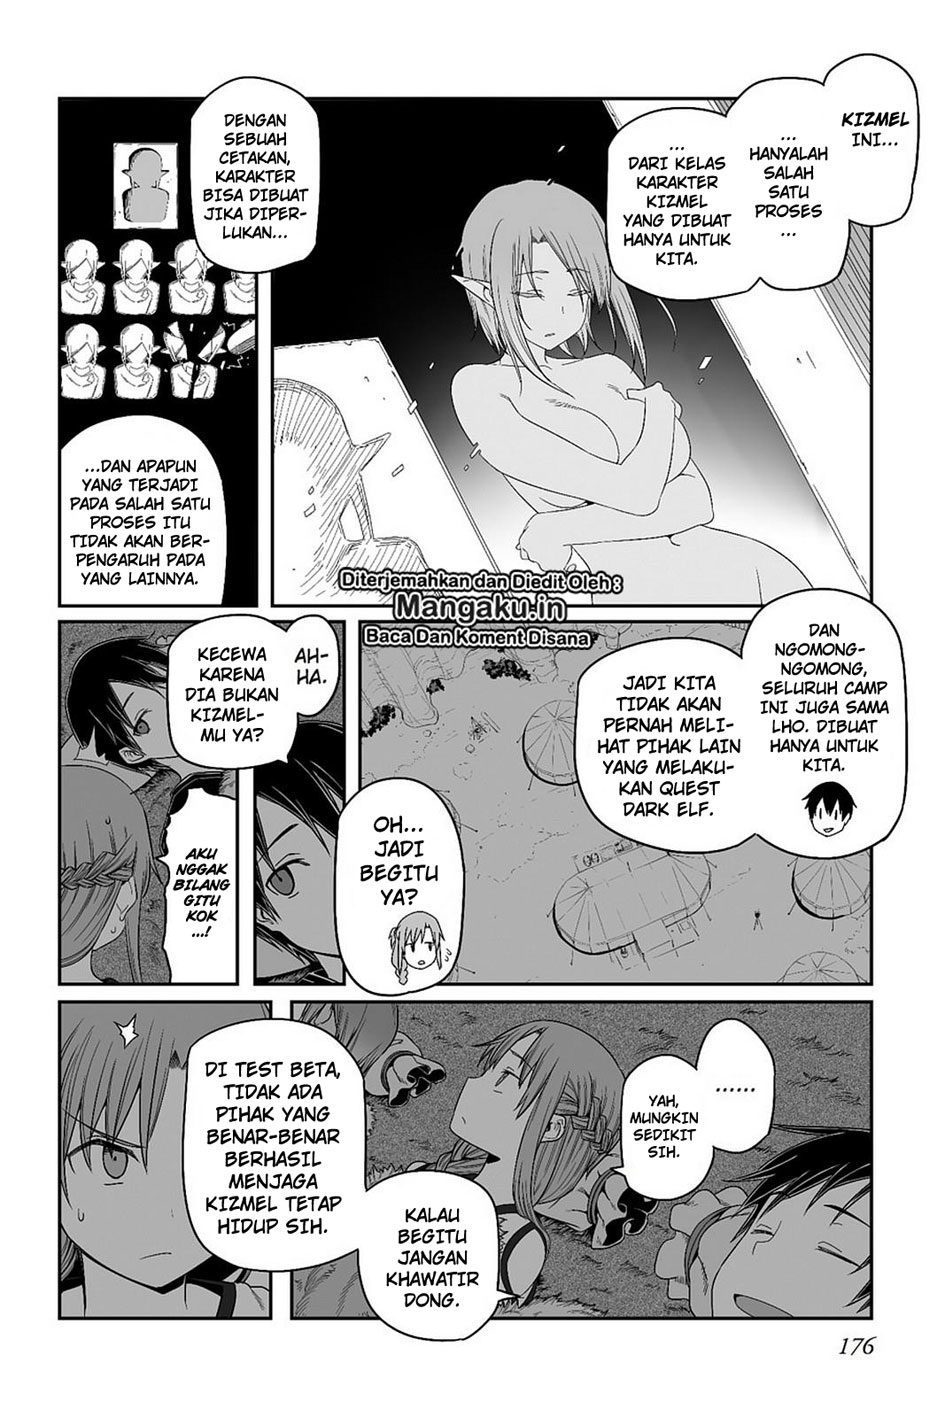 KIZMEL
INI...
...
HANYALAH
SALAH
SATU
PROSES
...
...
DARI KELAS
KARAKTER
KIZMEL
YANG DIBUAT
HANYA UNTUK
KITA.
DENGAN
SEBUAH
CETAKAN,
KARAKTER
BISA DIBUAT
JIKA DIPER-
LUKAN...
...DAN APAPUN
YANG TERJADI
PADA SALAH SATU
PROSES ITU
TIDAK AKAN BER-
PENGARUH PADA
YANG LAINNYA.
Diterjemahkan dan Diedit Oleh :
Mangaku.in
Baca Dan Koment Disana
DAN
NGOMONG-
NGOMONG,
SELURUH CAMP
INI JUGA SAMA
LHO. DIBUAT
HANYA UNTUK
KITA.
JADI KITA
TIDAK AKAN
PERNAH MELI-
HAT PIHAK LAIN
YANG MELAKU-
KAN QUEST
DARK ELF.
OH...
JADI
BEGITU
YA?
AH-
HA.
KECEWA
KARENA
DIA BUKAN
KIZMEL-
MU YA?
AKU
NGGAK
BILANG
GITU
KOK
...!
......
YAH,
MUNGKIN
SEDIKIT
SIH.
KALAU
BEGITU
JANGAN
KHAWATIR
DONG.
DI TEST BETA,
TIDAK ADA
PIHAK YANG
BENAR-BENAR
BERHASIL
MENJAGA
KIZMEL TETAP
HIDUP SIH.
176